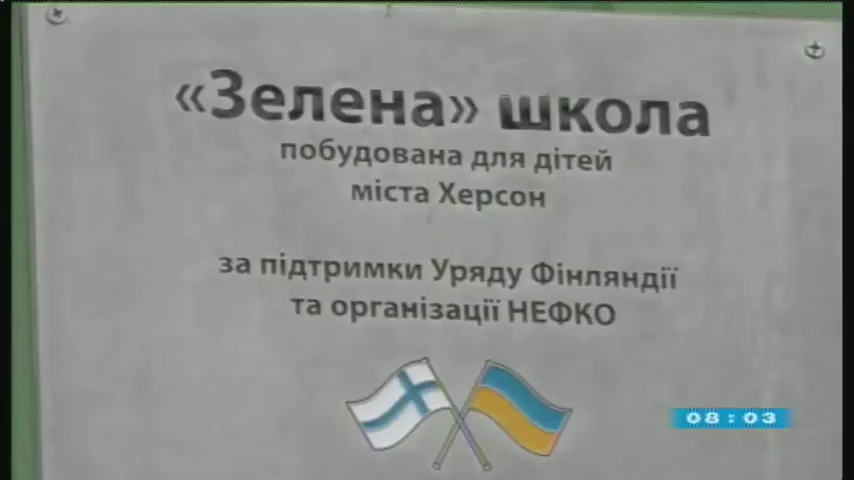 «Зелена» школа
побудована для дітей
міста Херсон
за підтримки Уряду Фінляндії
та організації НЕФКО
08:03